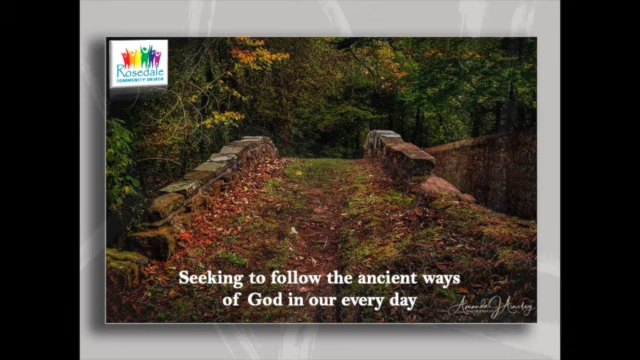 Rosedale
COMMUNITY CHURCH
Seeking to follow the ancient ways
of God in our every day